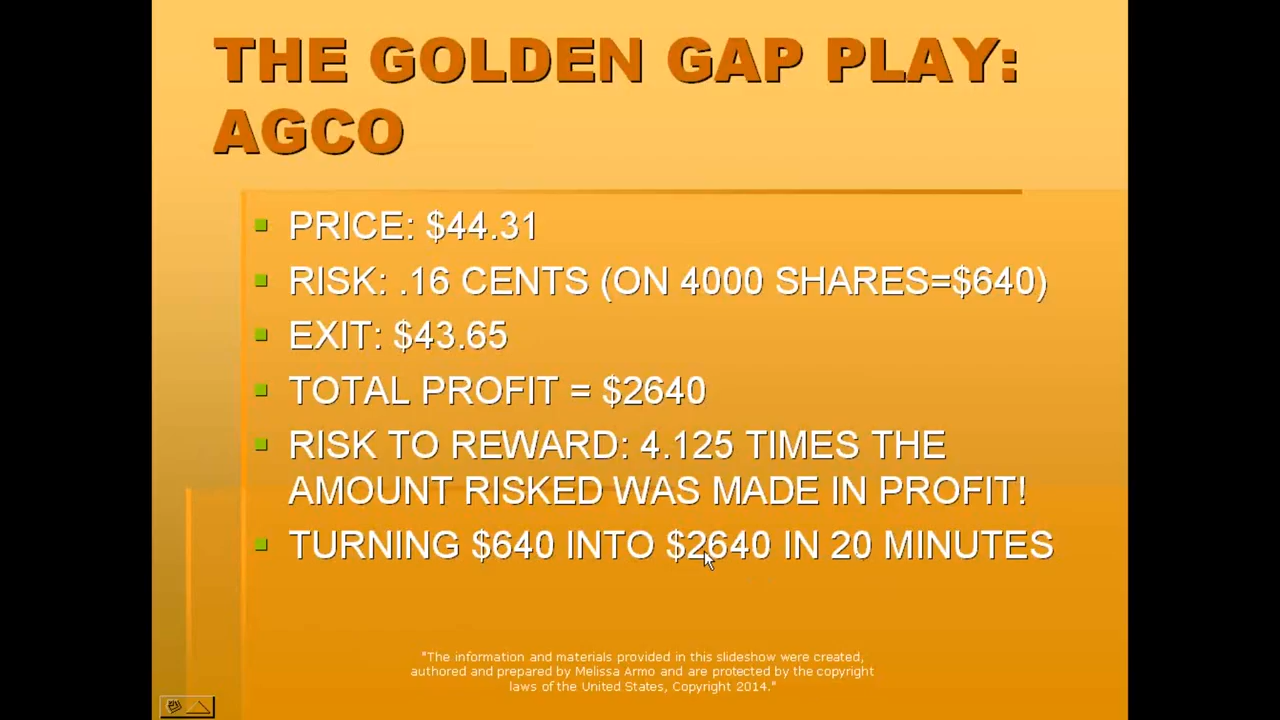 THE GOLDEN GAP PLAY:
AGCO
PRICE: $44.31
RISK: .16 CENTS (ON 4000 SHARES=$640)
EXIT: $43.65
TOTAL PROFIT = $2640
RISK TO REWARD: 4.125 TIMES THE
AMOUNT RISKED WAS MADE IN PROFIT!
TURNING $640 INTO $2640 IN 20 MINUTES
"The information and materials provided in this slideshow were created,
authored and prepared by Melissa Armo and are protected by the copyright
laws of the United States, Copyright 2014."